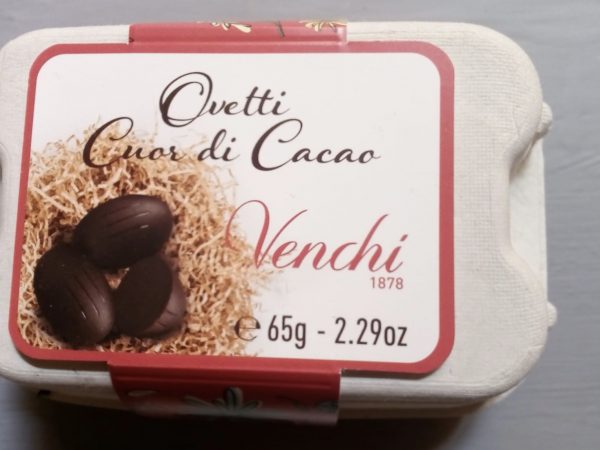 Ovetti
Cuor di Cacao
Venchi
1878
℮ 65g - 2.29oz